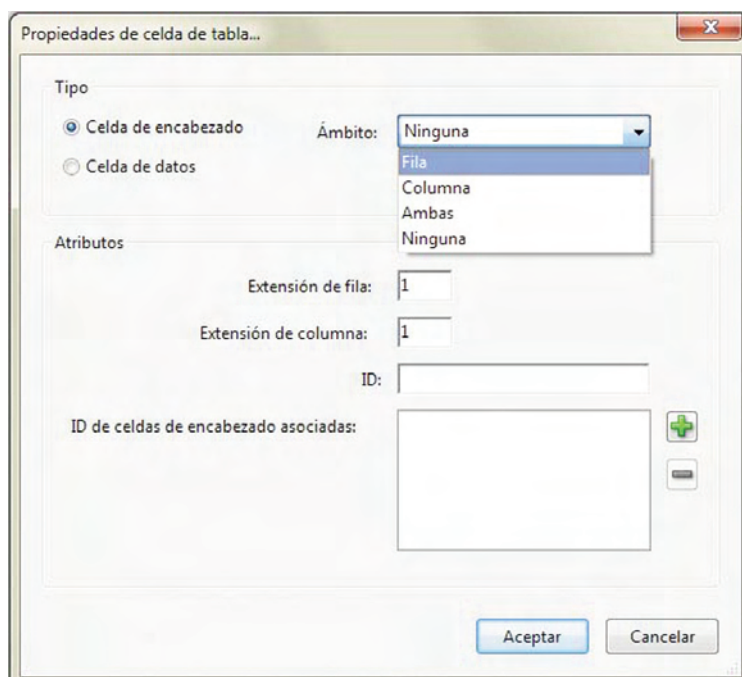 Propiedades de celda de tabla...
Tipo
Celda de encabezado
Ámbito:
Ninguna
Celda de datos
Fila
Columna
Ambas
Ninguna
Atributos
Extensión de fila:
1
Extensión de columna:
1
ID:
ID de celdas de encabezado asociadas:
Aceptar
Cancelar